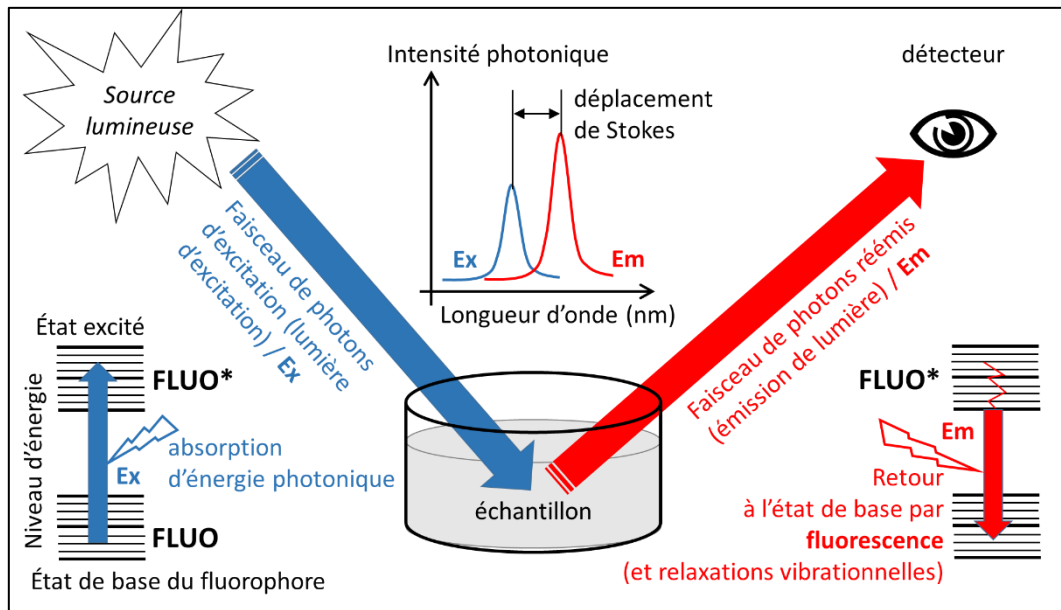 Source
lumineuse
Intensité photonique
déplacement
de Stokes
Ex
Em
Longueur d'onde (nm)
détecteur
Faisceau de photons
d'excitation (lumière
d'excitation) / Ex
Faisceau de photons réémis
(émission de lumière) / Em
échantillon
État excité
FLUO*
Niveau d'énergie
Ex
absorption
d'énergie photonique
FLUO
État de base du fluorophore
FLUO*
Em
Retour
à l'état de base par
fluorescence
(et relaxations vibrationnelles)